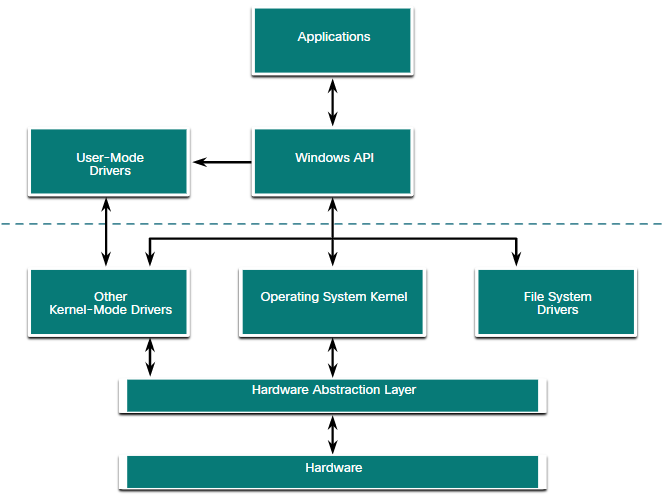 Applications
User-Mode
Drivers
Windows API
Other
Kernel-Mode Drivers
Operating System Kernel
File System
Drivers
Hardware Abstraction Layer
Hardware